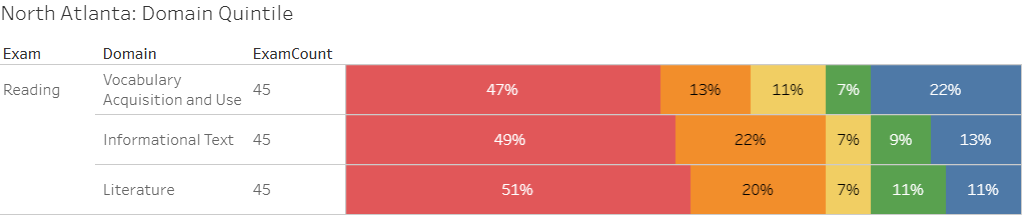 North Atlanta: Domain Quintile
Exam Domain ExamCount
Reading Vocabulary Acquisition and Use 45 47% 13% 11% 7% 22%
Informational Text 45 49% 22% 7% 9% 13%
Literature 45 51% 20% 7% 11% 11%